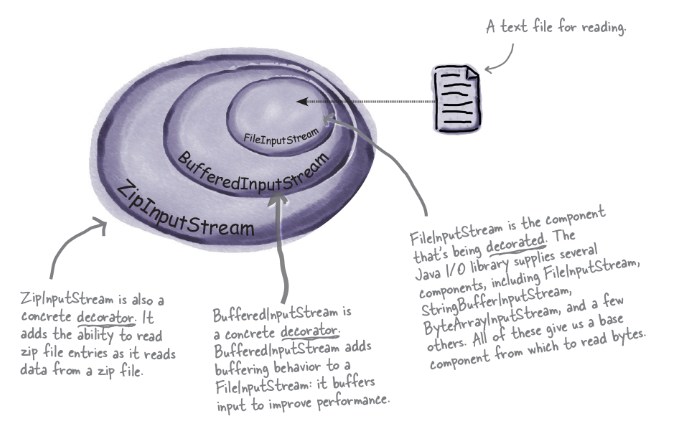 A text file for reading.
FileInputStream
BufferedInputStream
ZipInputStream
ZipInputStream is also a
concrete decorator. It
adds the ability to read
zip file entries as it reads
data from a zip file.
BufferedInputStream is
a concrete decorator.
BufferedInputStream adds
buffering behavior to a
FileInputStream: it buffers
input to improve performance.
FileInputStream is the component
that's being decorated. The
Java I/O library supplies several
components, including FileInputStream,
StringBufferInputStream,
ByteArrayInputStream, and a few
others. All of these give us a base
component from which to read bytes.